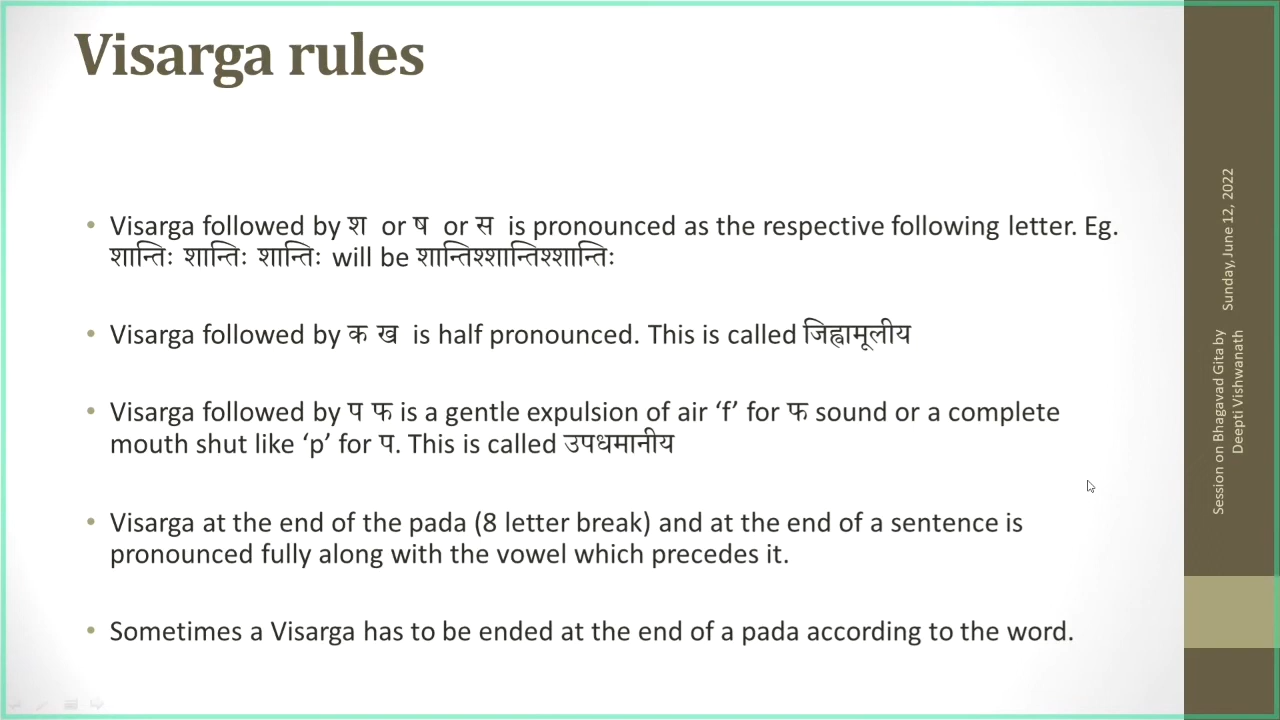 Visarga rules
• Visarga followed by श or ष or स is pronounced as the respective following letter. Eg.
शान्तिः शान्तिः शान्तिः will be शान्तिश्शान्तिश्शान्तिः
• Visarga followed by क ख is half pronounced. This is called जिह्वामूलीय
• Visarga followed by प फ is a gentle expulsion of air ‘f’ for फ sound or a complete
mouth shut like ‘p’ for प. This is called उपधमानीय
• Visarga at the end of the pada (8 letter break) and at the end of a sentence is
pronounced fully along with the vowel which precedes it.
• Sometimes a Visarga has to be ended at the end of a pada according to the word.
Sunday, June 12, 2022
Session on Bhagavad Gita by
Deepti Vishwanath